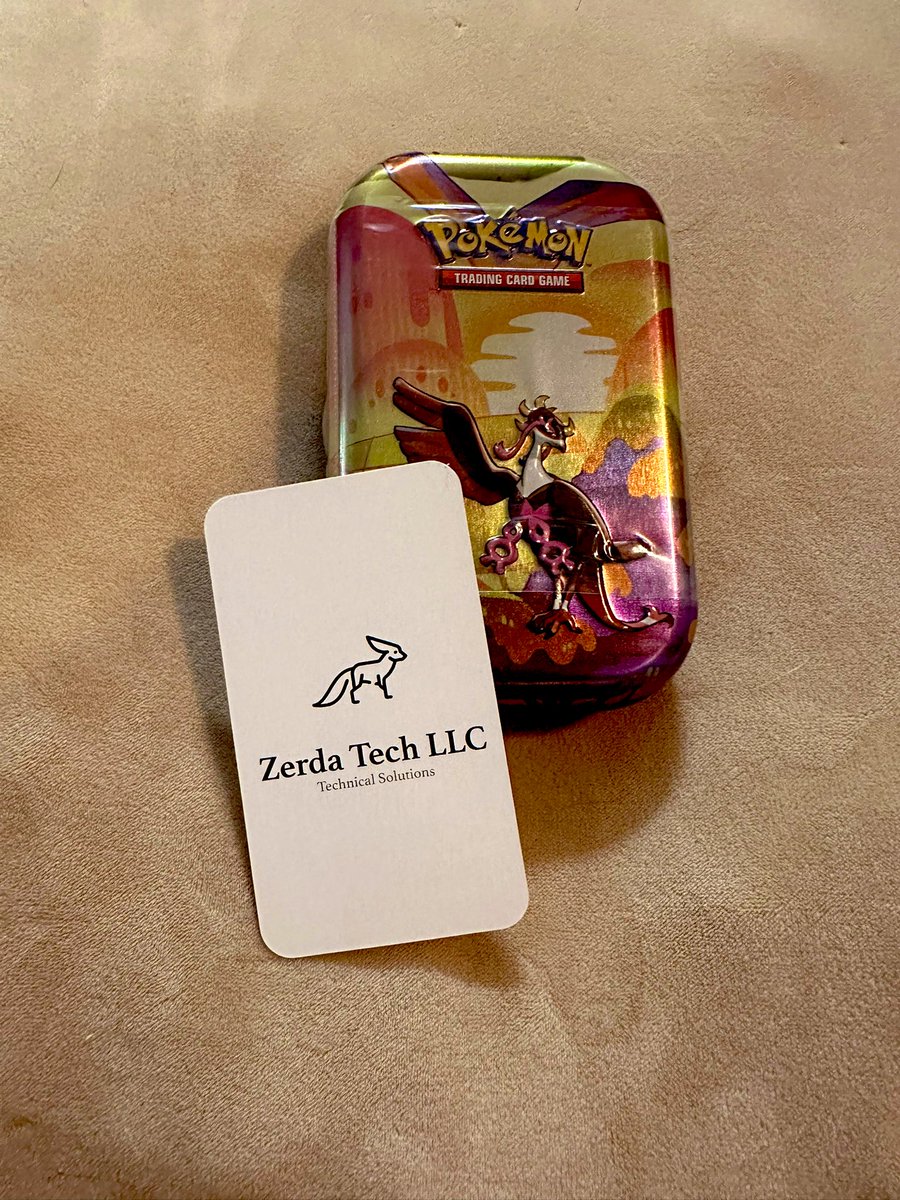 POKéMON
TRADING CARD GAME
Zerda Tech LLC
Technical Solutions